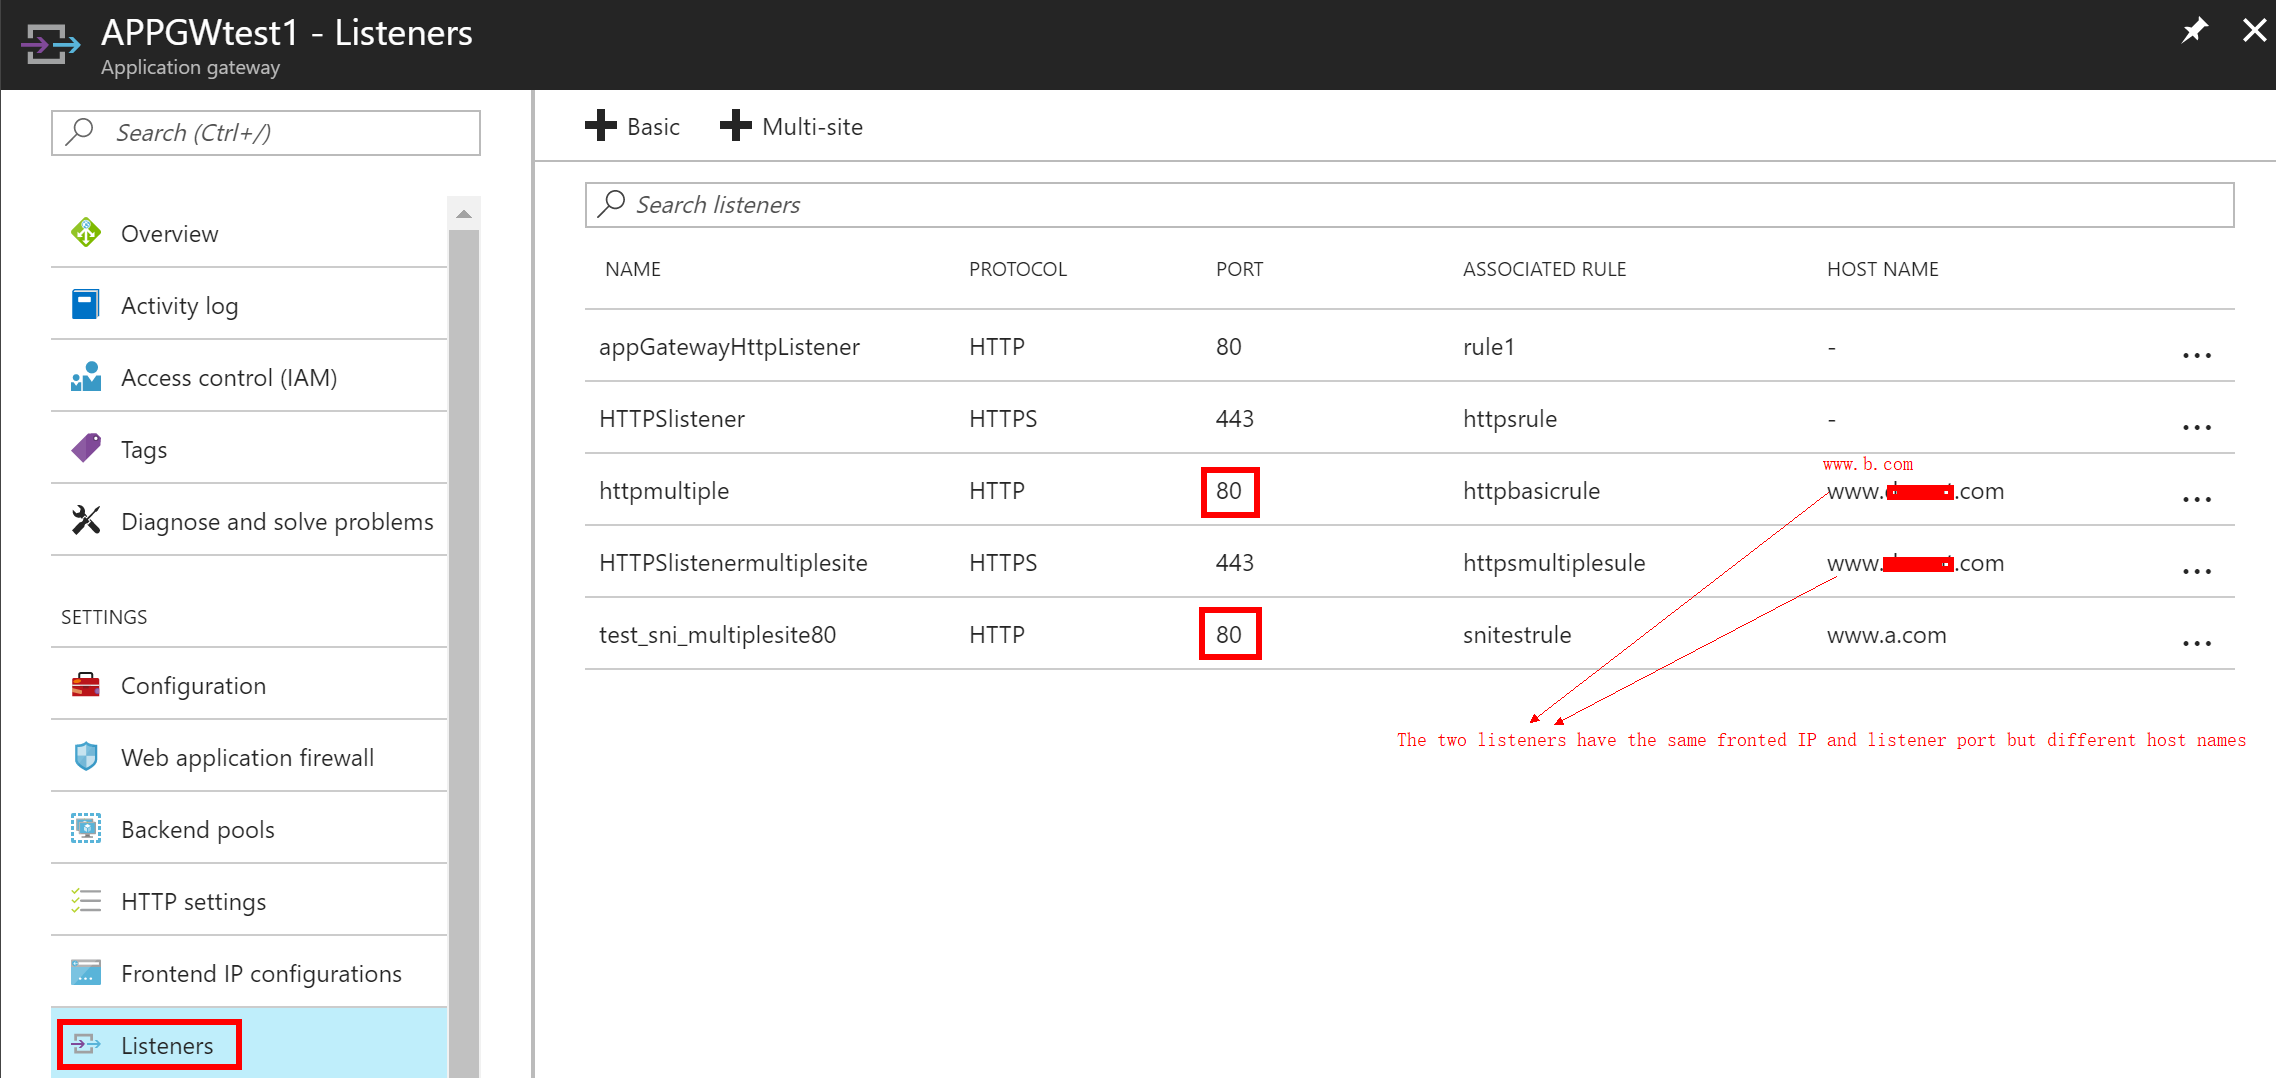 APPGWtest1 - Listeners
Application gateway
Search (Ctrl+/)
Overview
Activity log
Access control (IAM)
Tags
Diagnose and solve problems
SETTINGS
Configuration
Web application firewall
Backend pools
HTTP settings
Frontend IP configurations
Listeners
Basic Multi-site
Search listeners
NAME PROTOCOL PORT ASSOCIATED RULE HOST NAME
appGatewayHttpListener HTTP 80 rule1 - ...
HTTPSlistener HTTPS 443 httpsrule - ...
www.b.com
httpmultiple HTTP 80 httpbasicrule www. .com ...
HTTPSlistenermultiplesite HTTPS 443 httpsmultiplesule www. .com ...
test_sni_multiplesite80 HTTP 80 snitestrule www.a.com ...
The two listeners have the same fronted IP and listener port but different host names